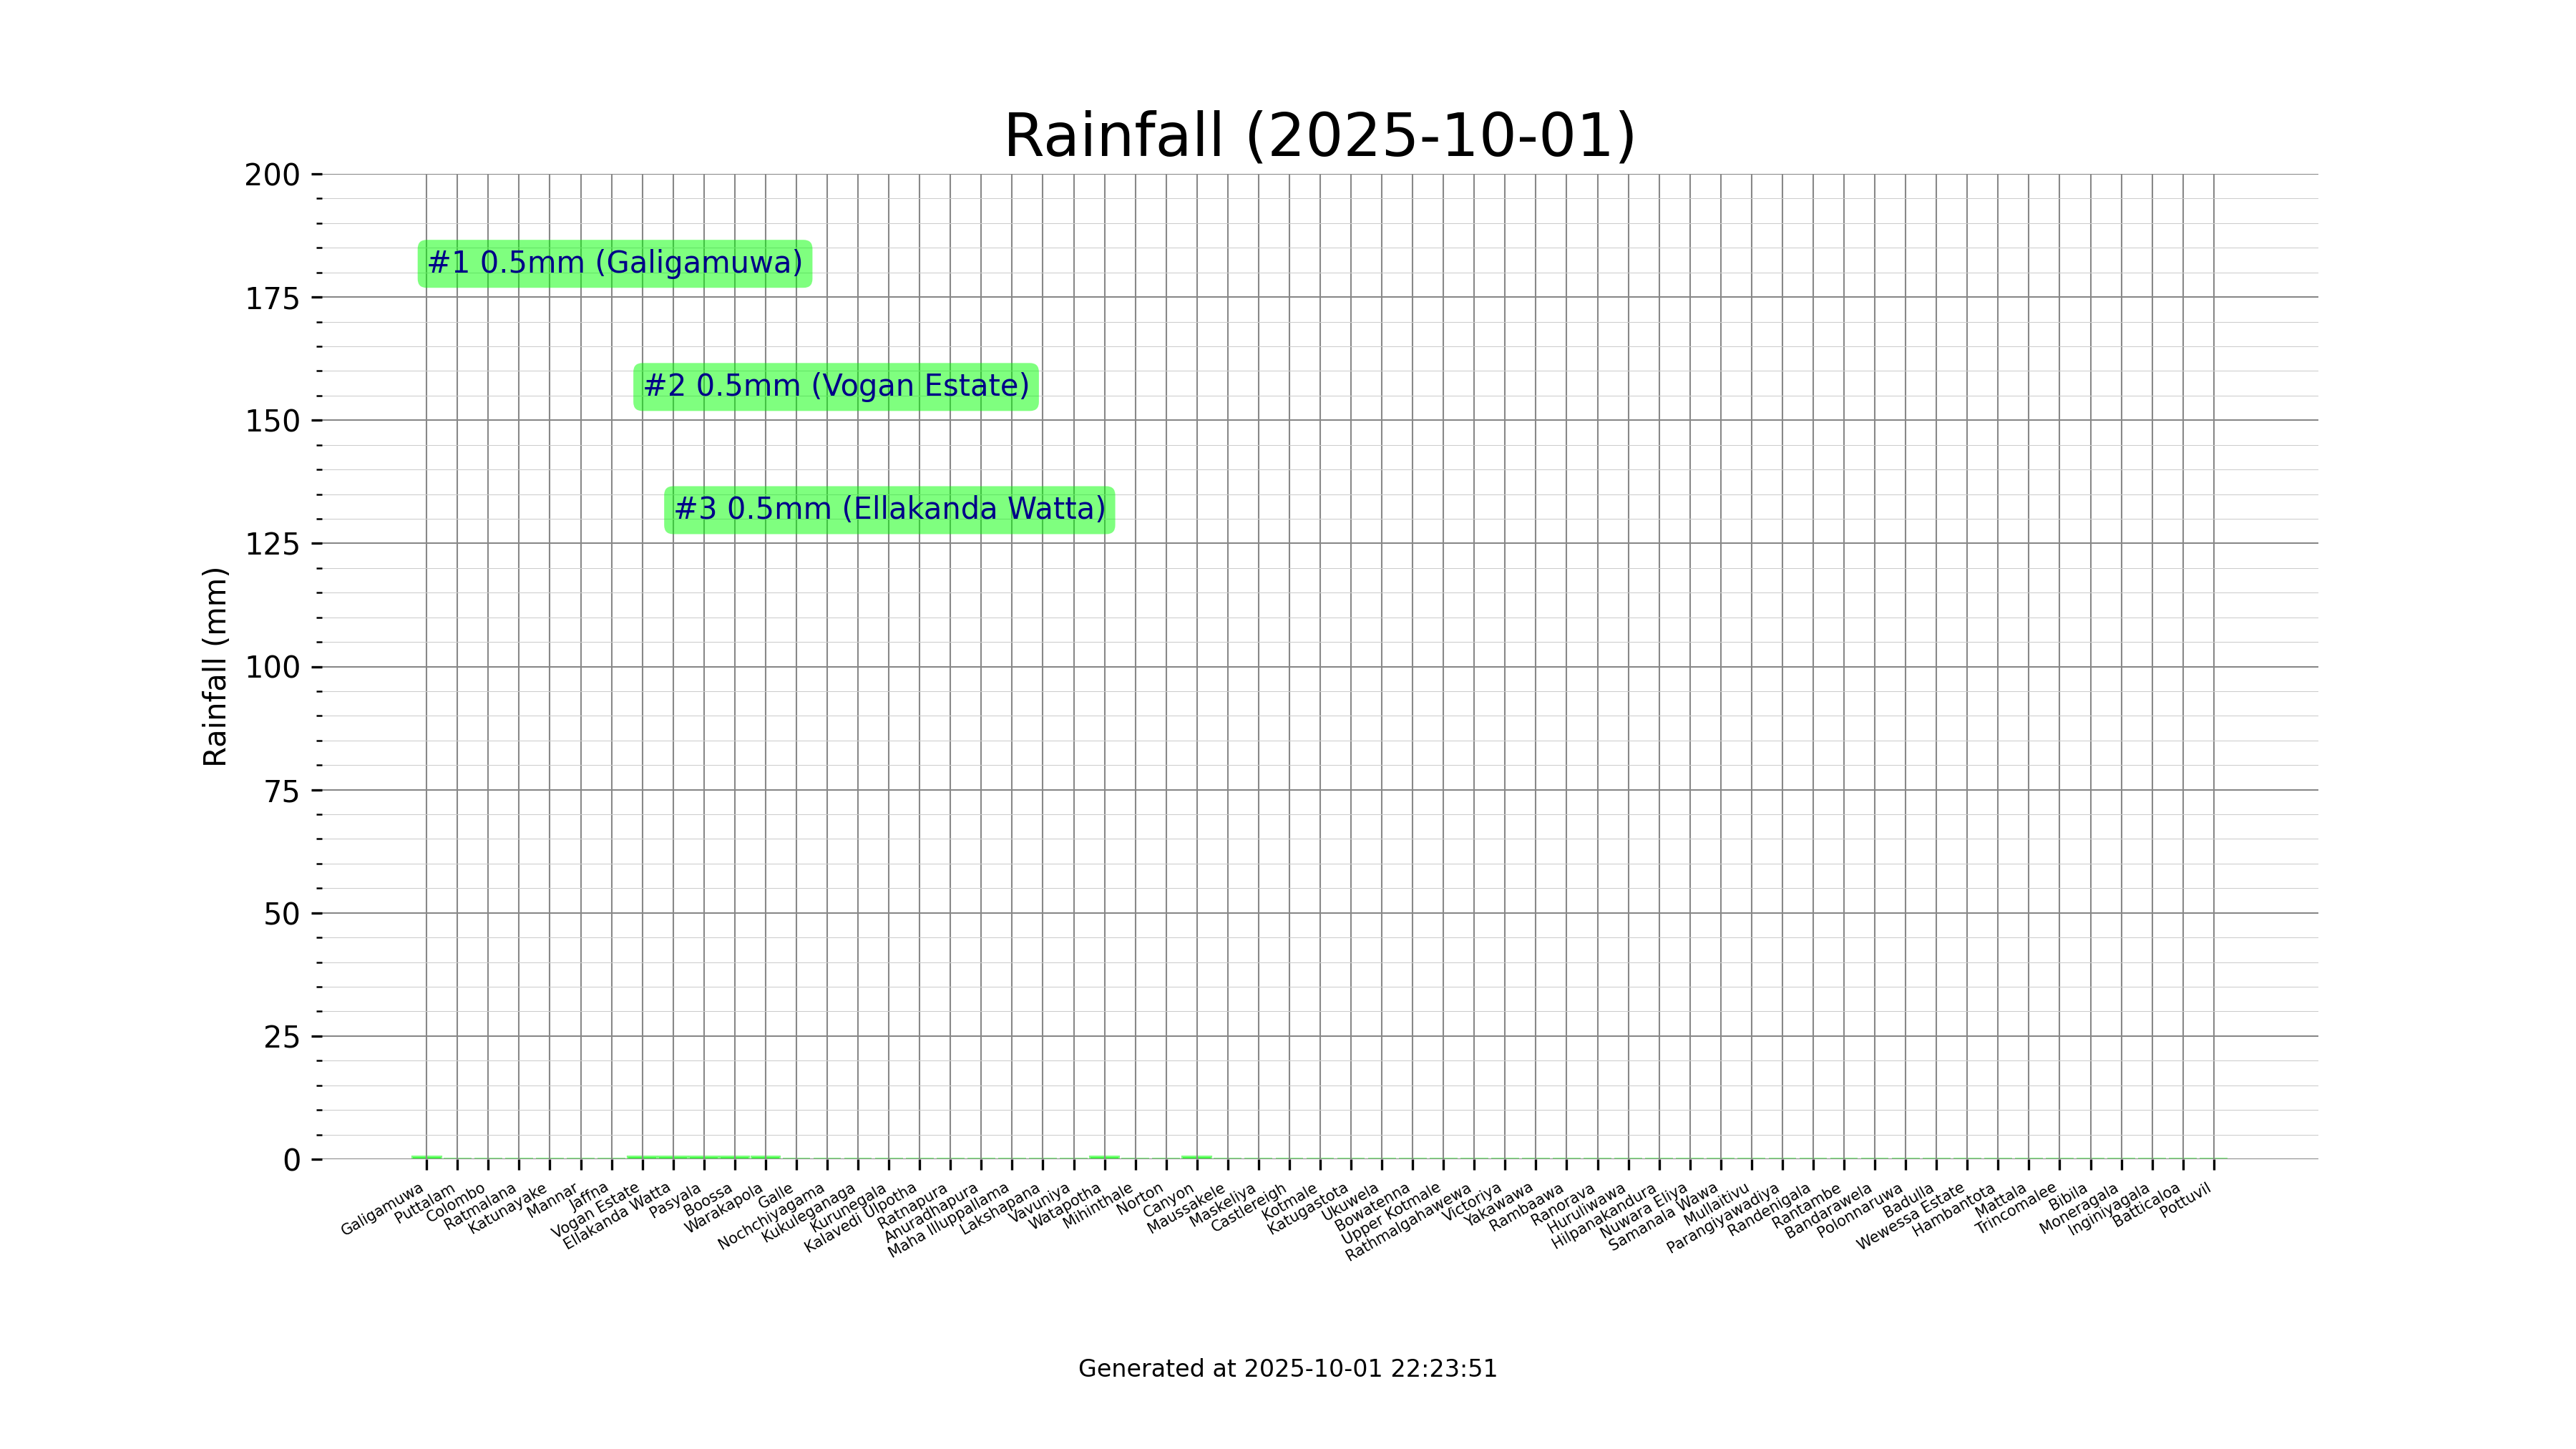 Rainfall (2025-10-01)
200
175
150
125
100
75
50
25
0
Rainfall (mm)
#1 0.5mm (Galigamuwa)
#2 0.5mm (Vogan Estate)
#3 0.5mm (Ellakanda Watta)
Galigamuwa
Puttalam
Colombo
Ratmalana
Katunayake
Mannar
Jaffna
Vogan Estate
Ellakanda Watta
Pasyala
Boossa
Warakapola
Galle
Nochchiyagama
Kukuleganaga
Kurunegala
Kalavedi Ulpotha
Ratnapura
Anuradhapura
Maha Illuppallama
Lakshapana
Vavuniya
Watapotha
Mihinthale
Norton
Canyon
Maussakele
Maskeliya
Castlereigh
Kotmale
Katugastota
Ukuwela
Bowatenna
Upper Kotmale
Rathmalgahawewa
Victoriya
Yakawawa
Rambaawa
Ranorava
Huruliwawa
Hilpanakandura
Nuwara Eliya
Samanala Wawa
Mullaitivu
Parangiyawadiya
Randenigala
Rantambe
Bandarawela
Polonnaruwa
Badulla
Wewessa Estate
Hambantota
Mattala
Trincomalee
Bibila
Moneragala
Inginiyagala
Batticaloa
Pottuvil
Generated at 2025-10-01 22:23:51